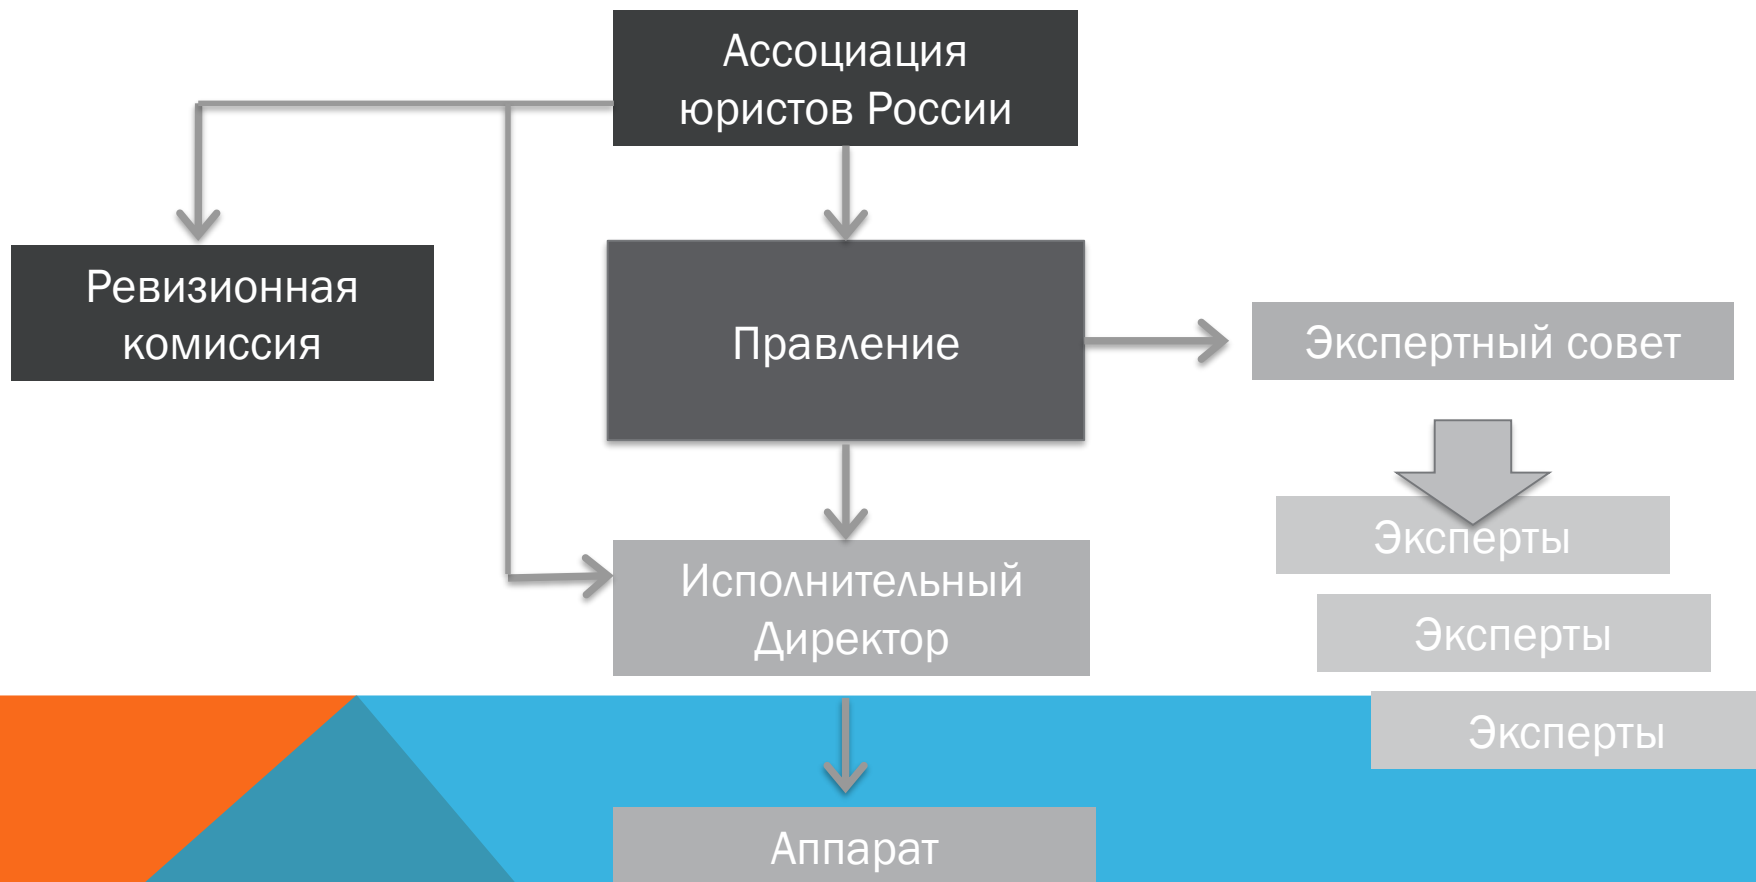 Ассоциация
юристов России
Ревизионная
комиссия
Правление
Экспертный совет
Эксперты
Исполнительный
Директор
Эксперты
Эксперты
Аппарат